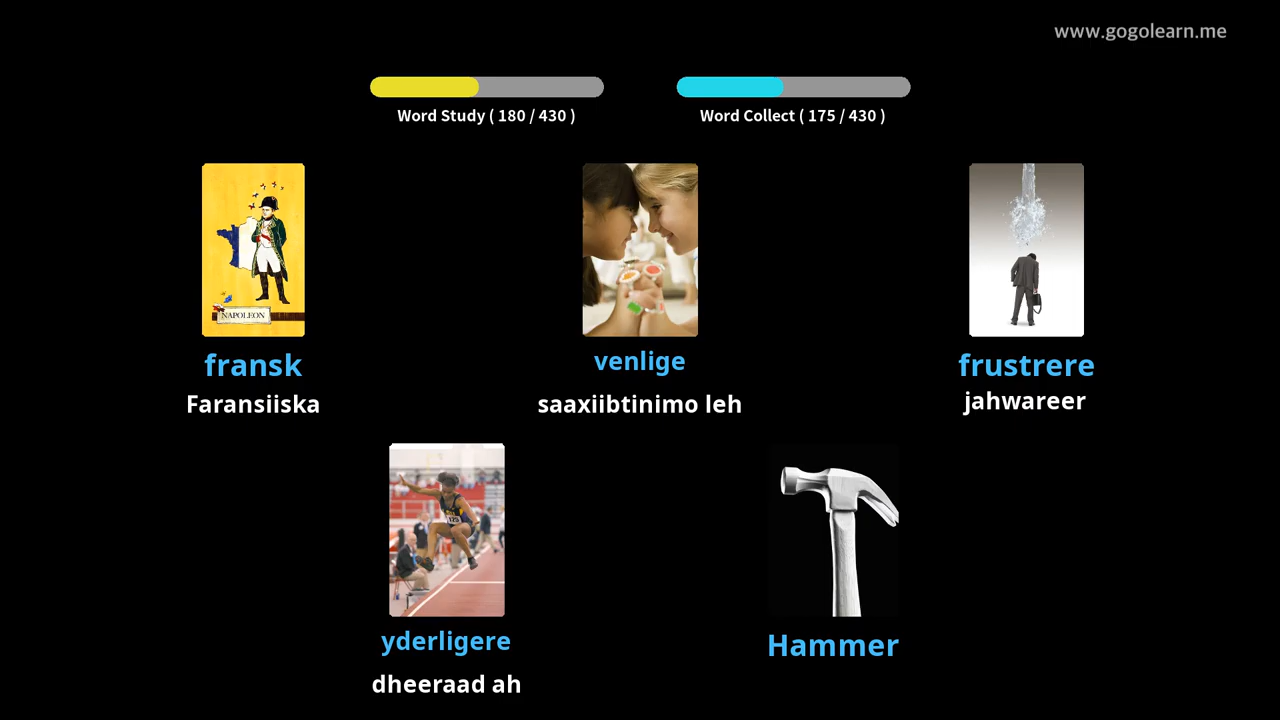 www.gogolearn.me
Word Study ( 180 / 430 )
Word Collect ( 175 / 430 )
NAPOLEON
fransk
venlige
frustrere
Faransiiska
saaxiibtinimo leh
jahwareer
yderligere
Hammer
dheeraad ah